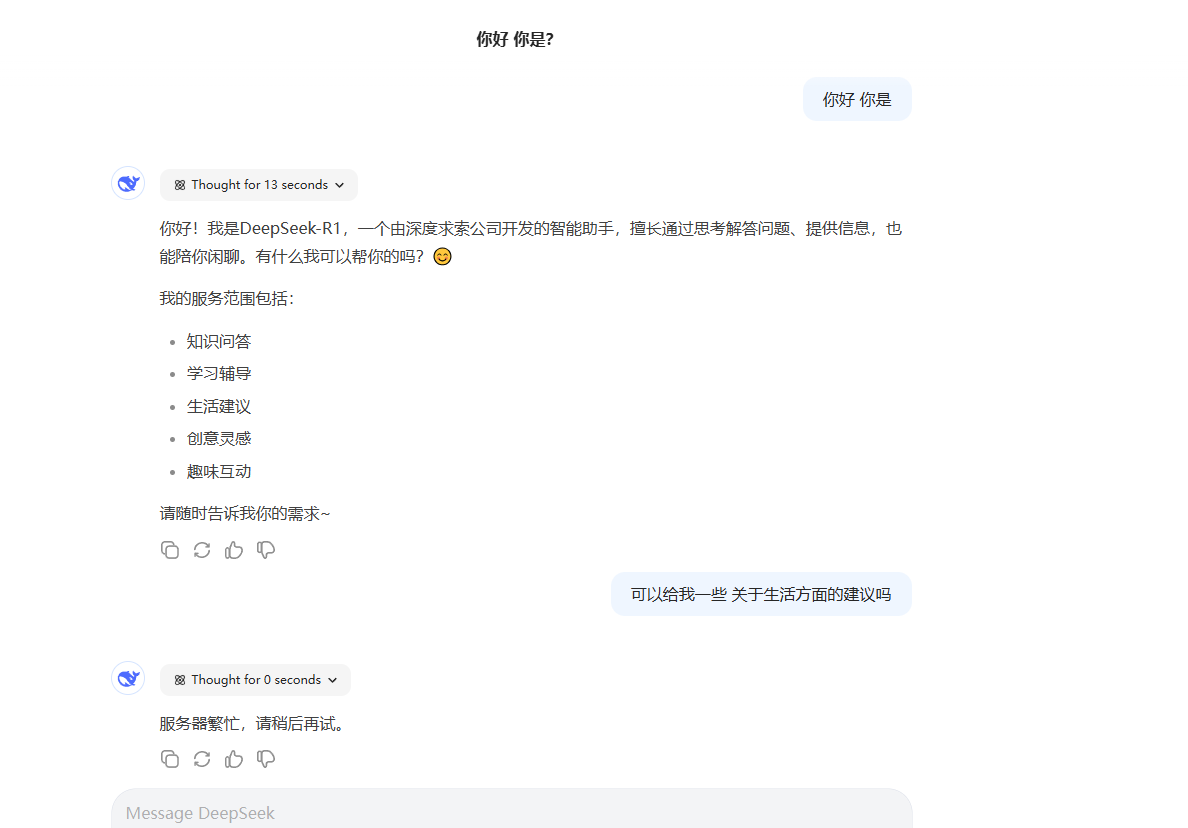 你好 你是?
你好 你是
Thought for 13 seconds
你好！我是DeepSeek-R1，一个由深度求索公司开发的智能助手，擅长通过思考解答问题、提供信息，也
能陪你闲聊。有什么我可以帮你的吗？😊
我的服务范围包括：
• 知识问答
• 学习辅导
• 生活建议
• 创意灵感
• 趣味互动
请随时告诉我你的需求~
可以给我一些 关于生活方面的建议吗
Thought for 0 seconds
服务器繁忙，请稍后再试。
Message DeepSeek